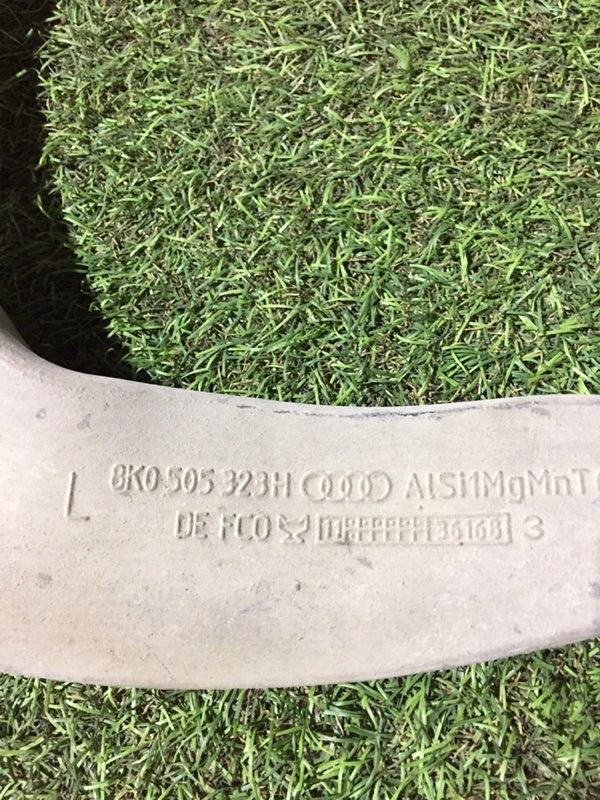 L 8K0 505 323H AlSi1MgMnT
DE FCO 36168 3